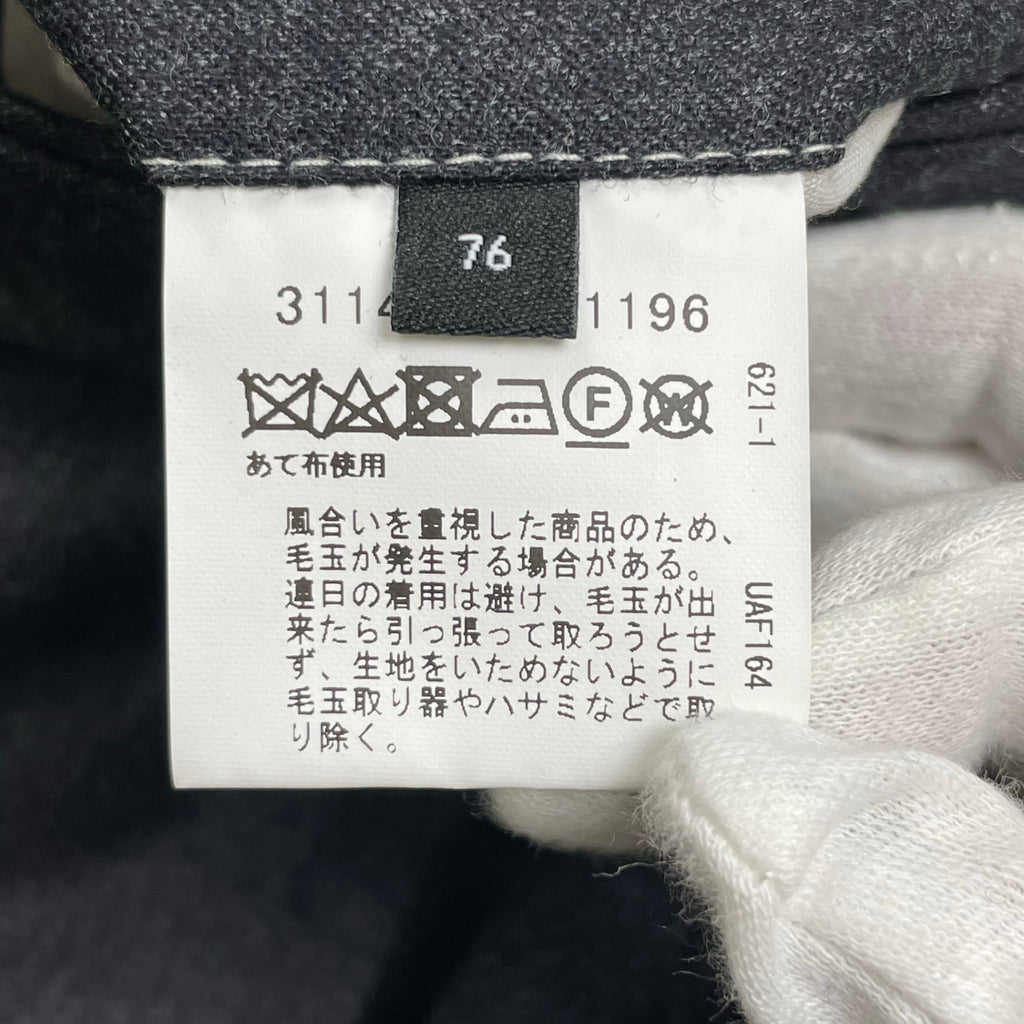 76
3114 1196
F
W
621-1
あて布使用
風合いを重視した商品のため、
毛玉が発生する場合がある。
連日の着用は避け、毛玉が出
来たら引っ張って取ろうとせ
ず、生地をいためないように
毛玉取り器やハサミなどで取
り除く。
UAF164